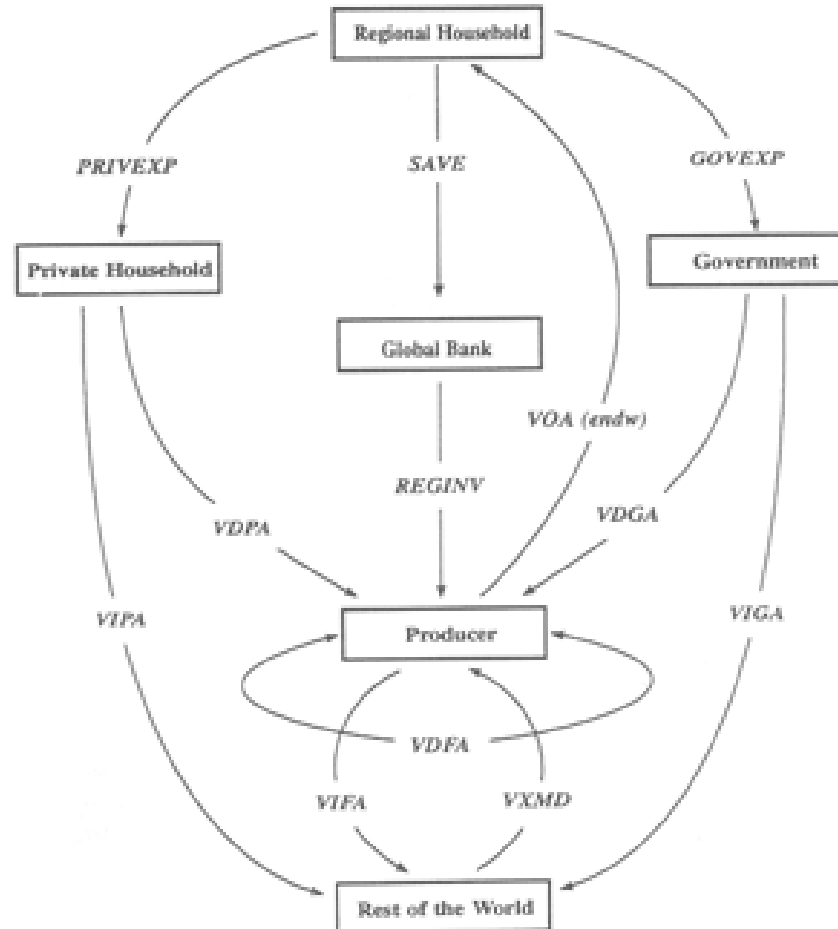 Regional Household
PRIVEXP
SAVE
GOVEXP
Private Household
Government
Global Bank
VOA (endw)
REGINV
VDPA
VDGA
VIPA
VIGA
Producer
VDFA
VIFA
VXMD
Rest of the World